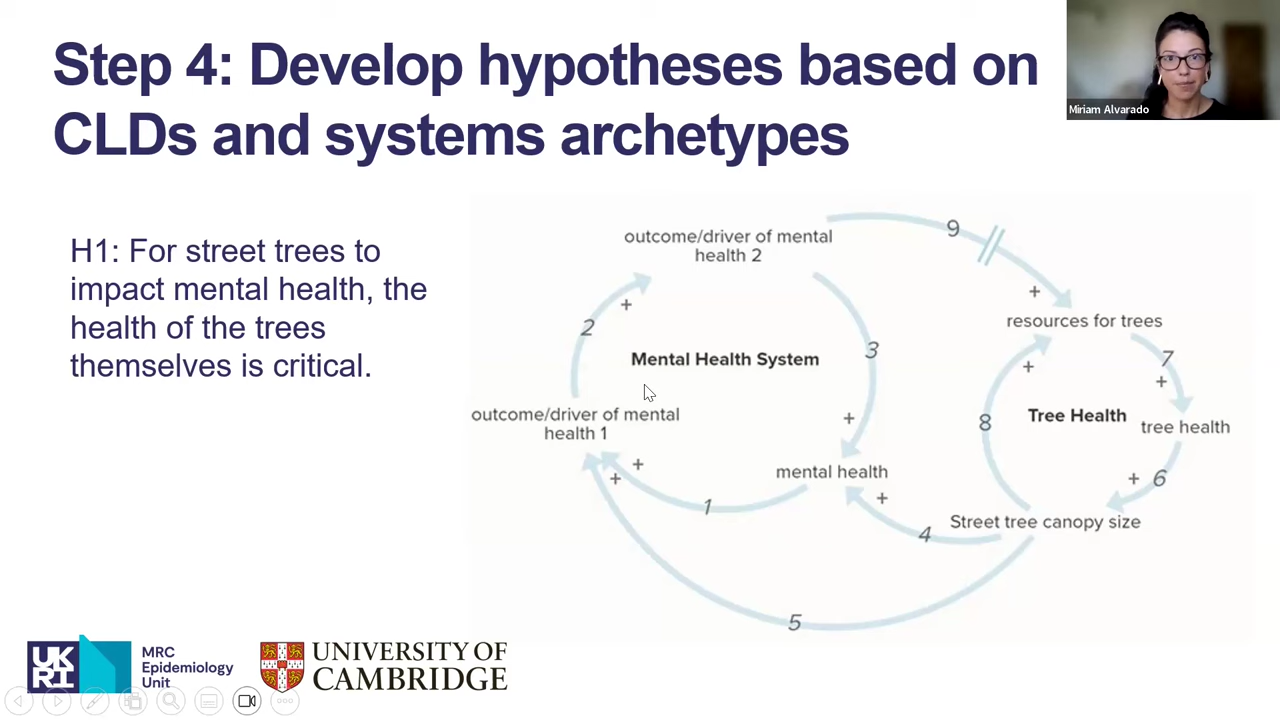 Step 4: Develop hypotheses based on
CLDs and systems archetypes
Miriam Alvarado
H1: For street trees to
impact mental health, the
health of the trees
themselves is critical.
outcome/driver of mental
health 2
9
+
resources for trees
+
2
Mental Health System
3
7
+
+
outcome/driver of mental
health 1
+
8
Tree Health
tree health
+
+
mental health
+
1
4
Street tree canopy size
+
6
5
UK
RI
MRC
Epidemiology
Unit
UNIVERSITY OF
CAMBRIDGE